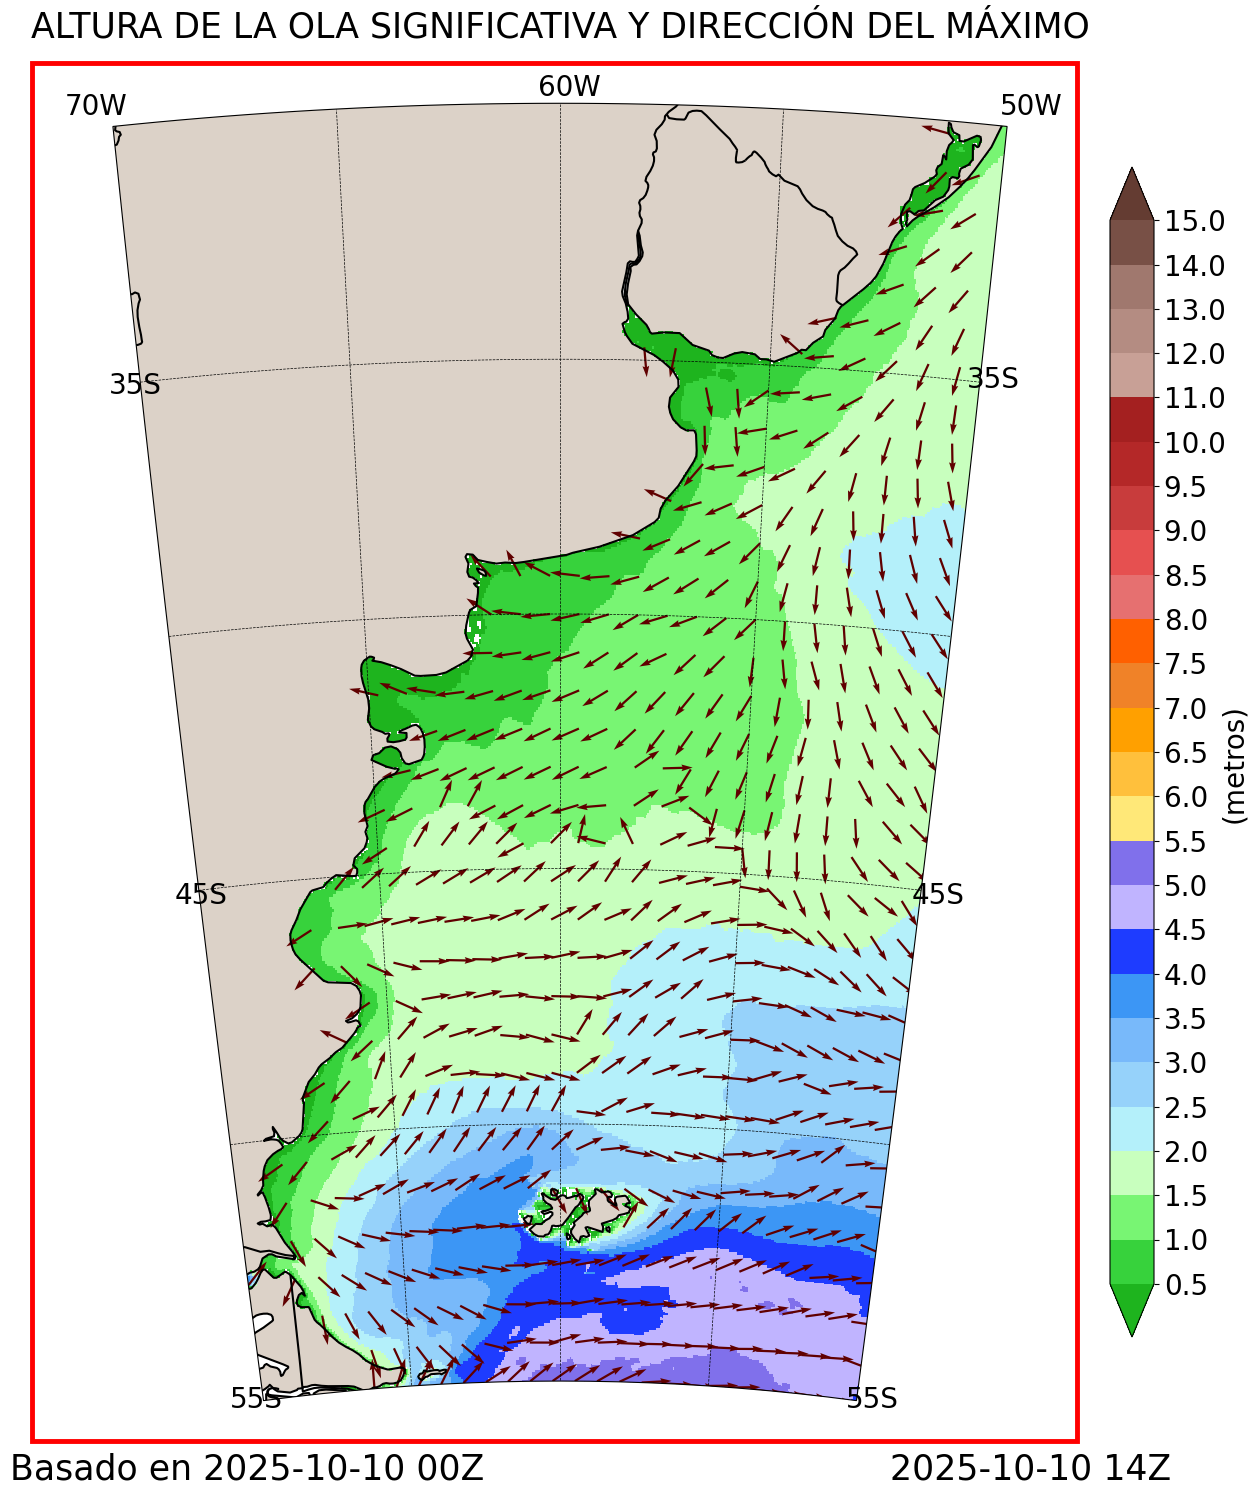 ALTURA DE LA OLA SIGNIFICATIVA Y DIRECCIÓN DEL MÁXIMO
70W
60W
50W
35S
35S
45S
45S
55S
55S
15.0
14.0
13.0
12.0
11.0
10.0
9.5
9.0
8.5
8.0
7.5
7.0
6.5
6.0
5.5
5.0
4.5
4.0
3.5
3.0
2.5
2.0
1.5
1.0
0.5
(metros)
Basado en 2025-10-10 00Z
2025-10-10 14Z